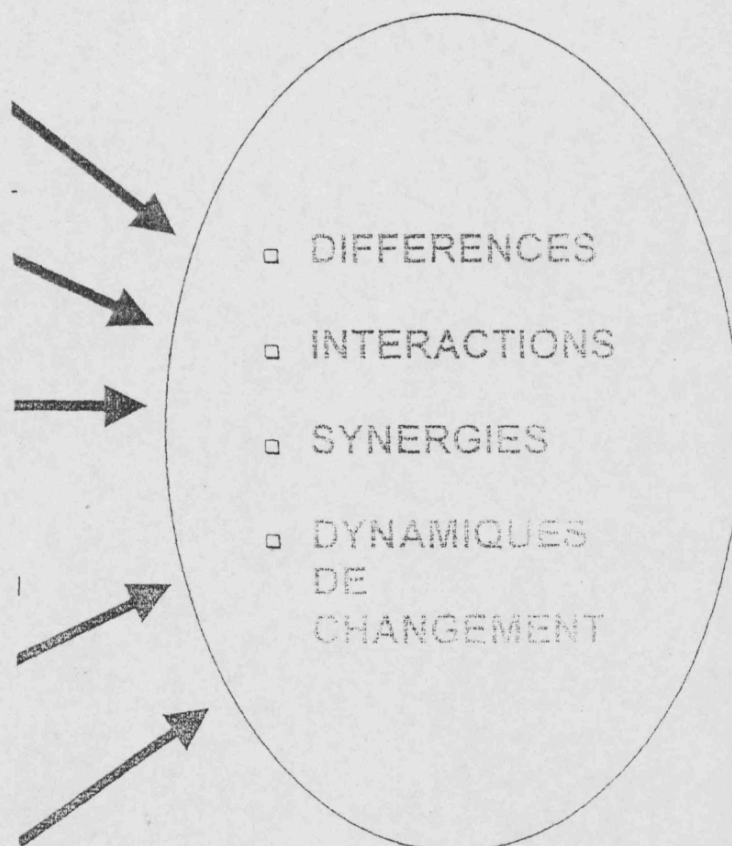 DIFFERENCES
INTERACTIONS
SYNERGIES
DYNAMIQUES
DE
CHANGEMENT